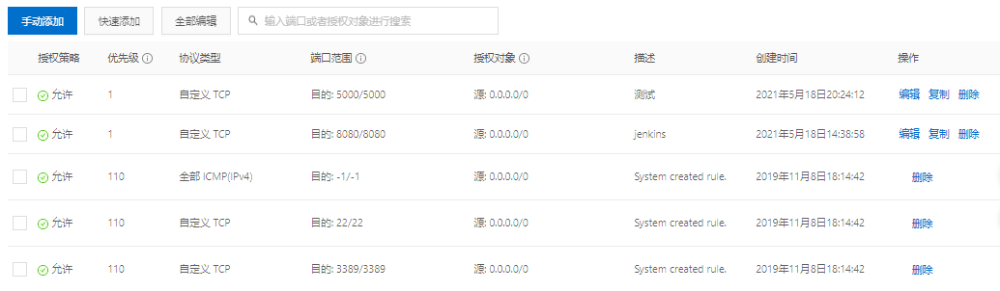 手动添加 快速添加 全部编辑 输入端口或者授权对象进行搜索
授权策略 优先级 协议类型 端口范围 授权对象 描述 创建时间 操作
允许 1 自定义 TCP 目的: 5000/5000 源: 0.0.0.0/0 测试 2021年5月18日20:24:12 编辑 复制 删除
允许 1 自定义 TCP 目的: 8080/8080 源: 0.0.0.0/0 jenkins 2021年5月18日14:38:58 编辑 复制 删除
允许 110 全部 ICMP(IPv4) 目的: -1/-1 源: 0.0.0.0/0 System created rule. 2019年11月8日18:14:42 删除
允许 110 自定义 TCP 目的: 22/22 源: 0.0.0.0/0 System created rule. 2019年11月8日18:14:42 删除
允许 110 自定义 TCP 目的: 3389/3389 源: 0.0.0.0/0 System created rule. 2019年11月8日18:14:42 删除